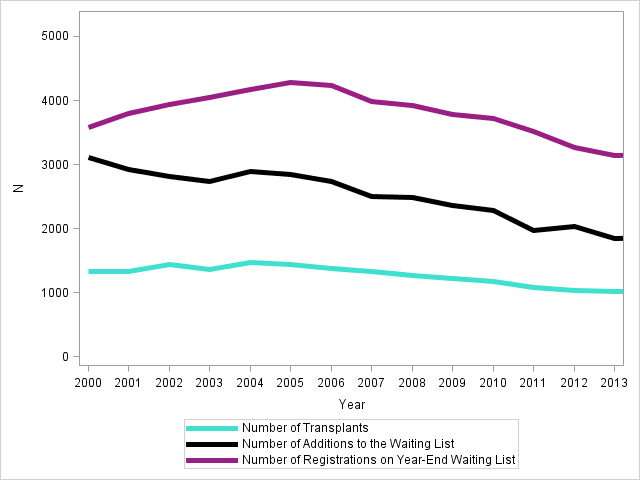 5000
4000
3000
2000
1000
0
N
2000 2001 2002 2003 2004 2005 2006 2007 2008 2009 2010 2011 2012 2013
Year
Number of Transplants
Number of Additions to the Waiting List
Number of Registrations on Year-End Waiting List